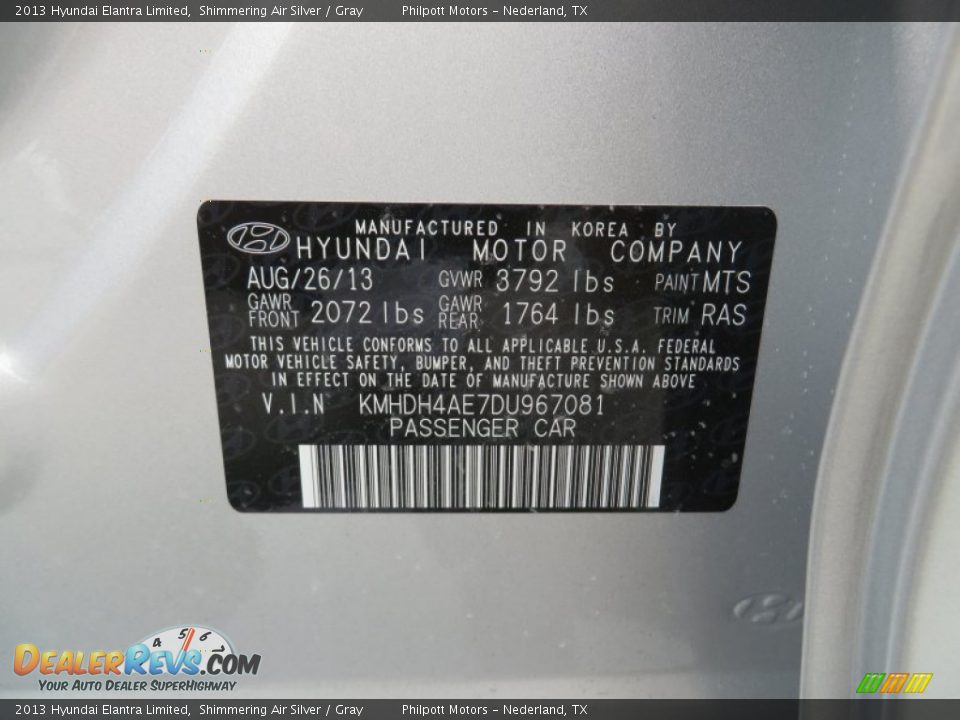 2013 Hyundai Elantra Limited,  Shimmering Air Silver / Gray        Philpott Motors - Nederland, TX
MANUFACTURED IN KOREA BY
HYUNDAI MOTOR COMPANY
AUG/26/13 GVWR 3792 lbs PAINT MTS
GAWR FRONT 2072 lbs GAWR REAR 1764 lbs TRIM RAS
THIS VEHICLE CONFORMS TO ALL APPLICABLE U.S.A. FEDERAL
MOTOR VEHICLE SAFETY, BUMPER, AND THEFT PREVENTION STANDARDS
IN EFFECT ON THE DATE OF MANUFACTURE SHOWN ABOVE
V.I.N KMHDH4AE7DU967081
PASSENGER CAR
4 5 6 7
DEALERREVS.COM
YOUR AUTO DEALER SUPERHIGHWAY
2013 Hyundai Elantra Limited,  Shimmering Air Silver / Gray        Philpott Motors - Nederland, TX